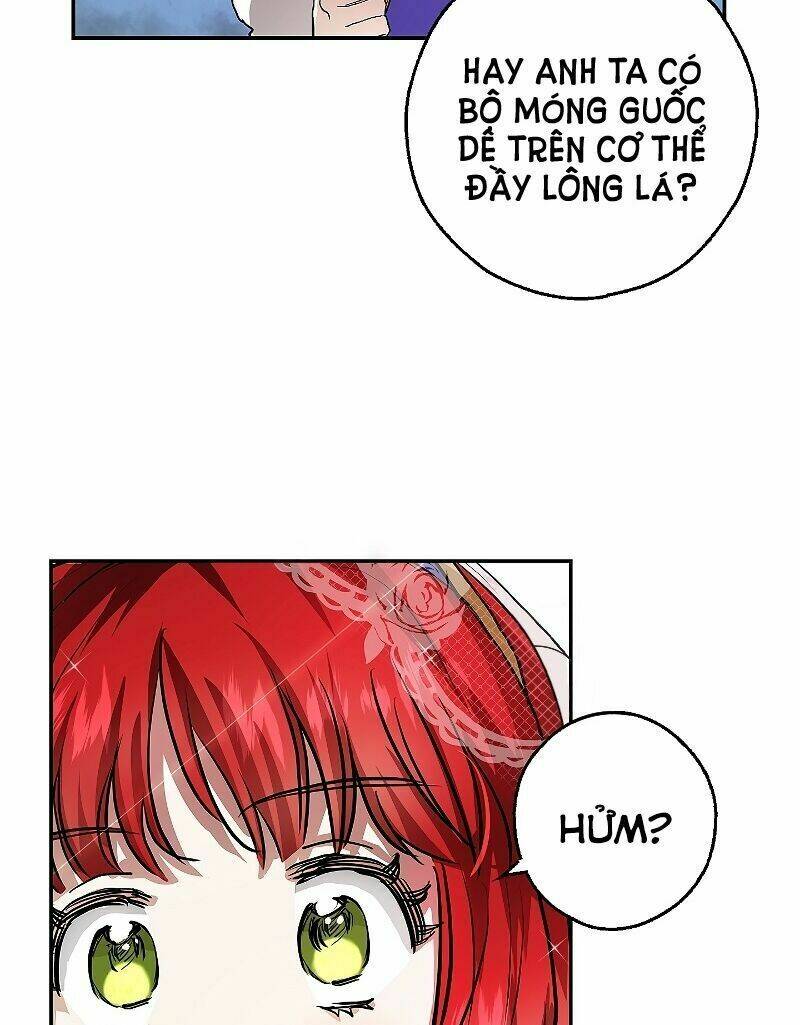 HAY ANH TA CÓ
BỘ MÓNG GUỐC
DÊ TRÊN CƠ THỂ
ĐẦY LÔNG LÁ?
HỬM?